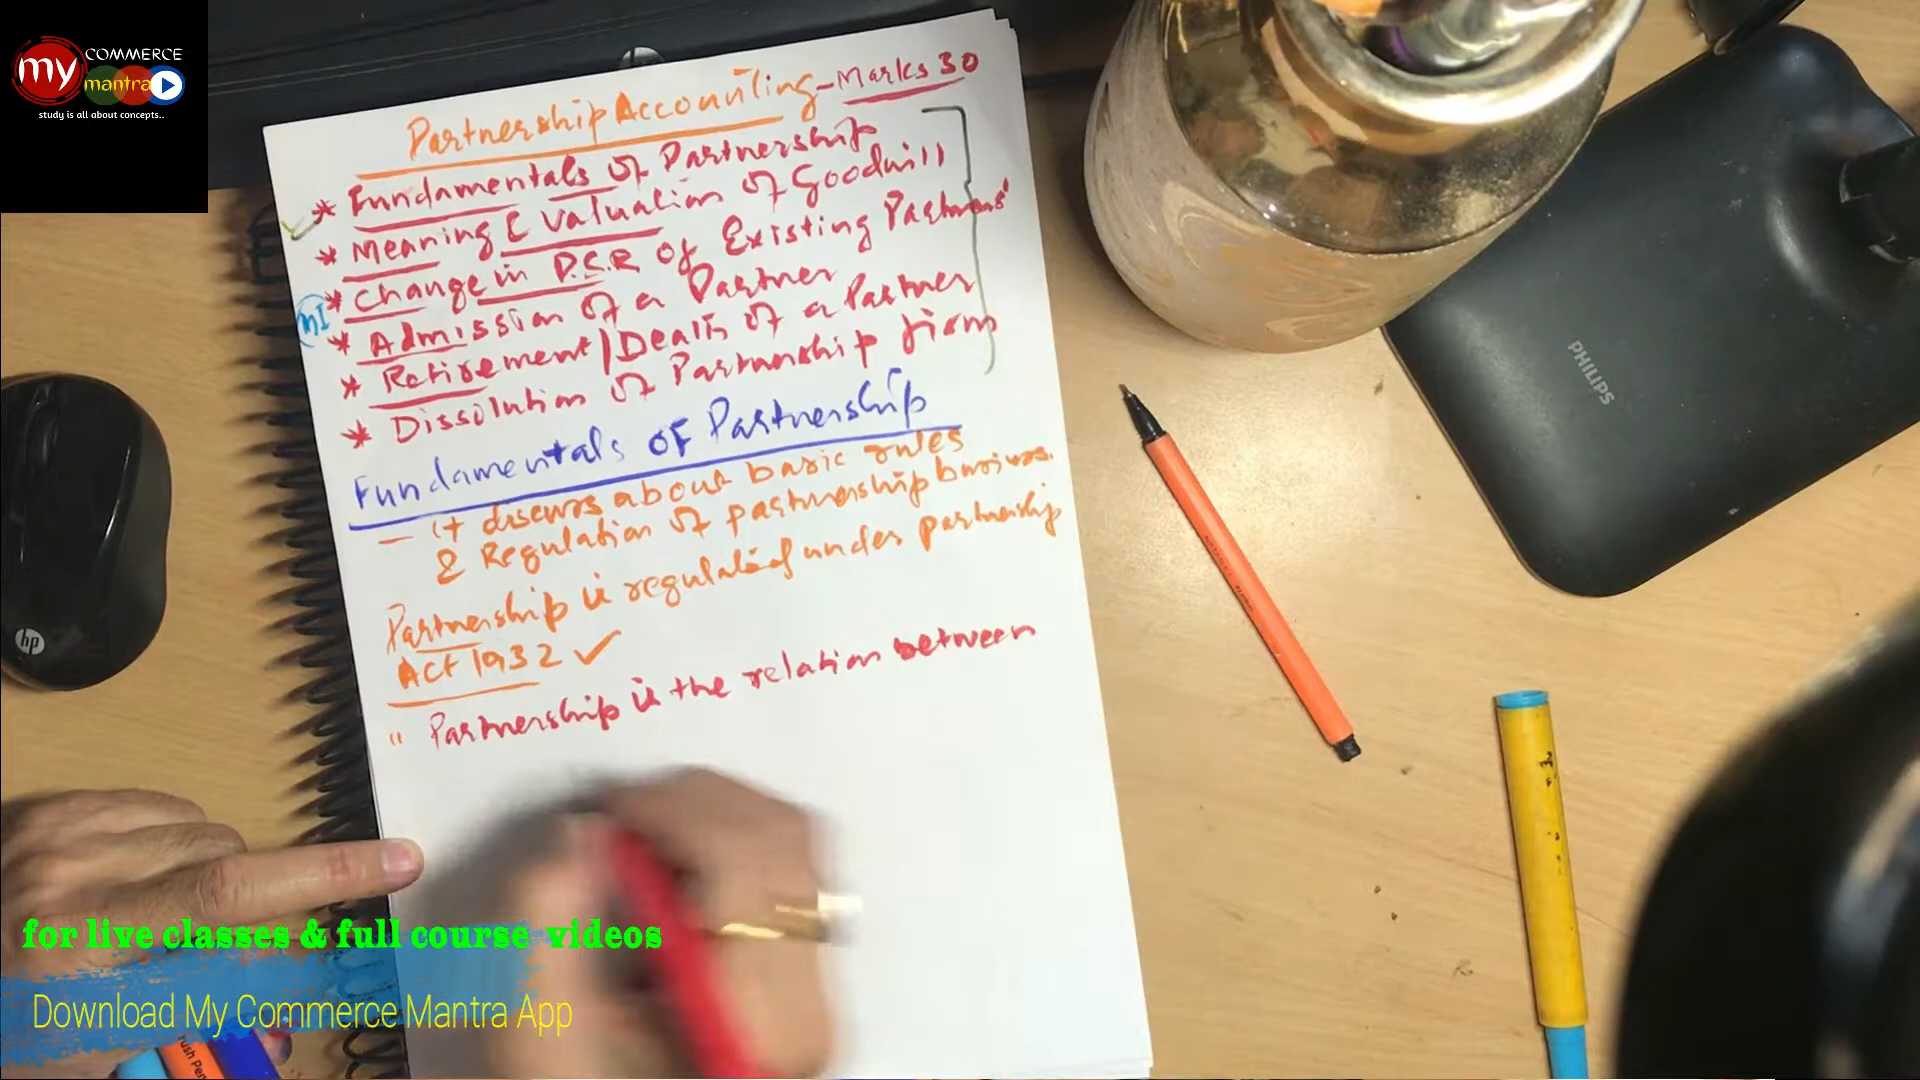 my COMMERCE
mantra
study is all about concepts..
Partnership Accounting - Marks 30
* Fundamentals of Partnership
* Meaning & Valuation of Goodwill
* Change in P.S.R of Existing Partners'
* Admission of a Partner
* Retirement/Death of a Partner
* Dissolution of Partnership firm
Fundamentals of Partnership
- It discuss about basic rules
& Regulation of partnership business.
Partnership is regulated under partnership
Act 1932 ✓
" Partnership is the relation between
PHILIPS
hp
for live classes & full course videos
Download My Commerce Mantra App